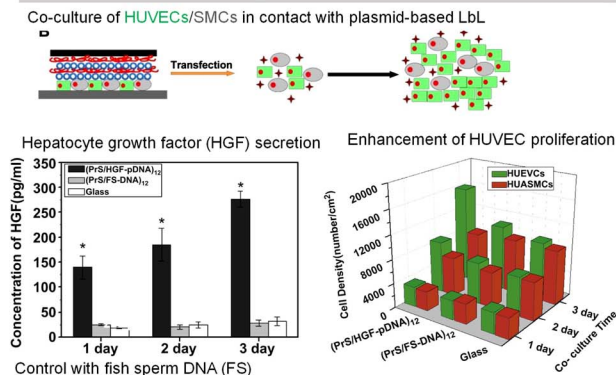 Co-culture of HUVECs/SMCs in contact with plasmid-based LbL
Transfection
Hepatocyte growth factor (HGF) secretion
Concentration of HGF(pg/ml)
350
300
250
200
150
100
50
0
(PrS/HGF-pDNA)12
(PrS/FS-DNA)12
Glass
*
*
*
1 day
2 day
3 day
Control with fish sperm DNA (FS)
Enhancement of HUVEC proliferation
HUEVCs
HUASMCs
Cell Density(number/cm2)
20000
16000
12000
8000
4000
0
(PrS/HGF-pDNA)12
(PrS/FS-DNA)12
Glass
1 day
2 day
3 day
Co- culture Time